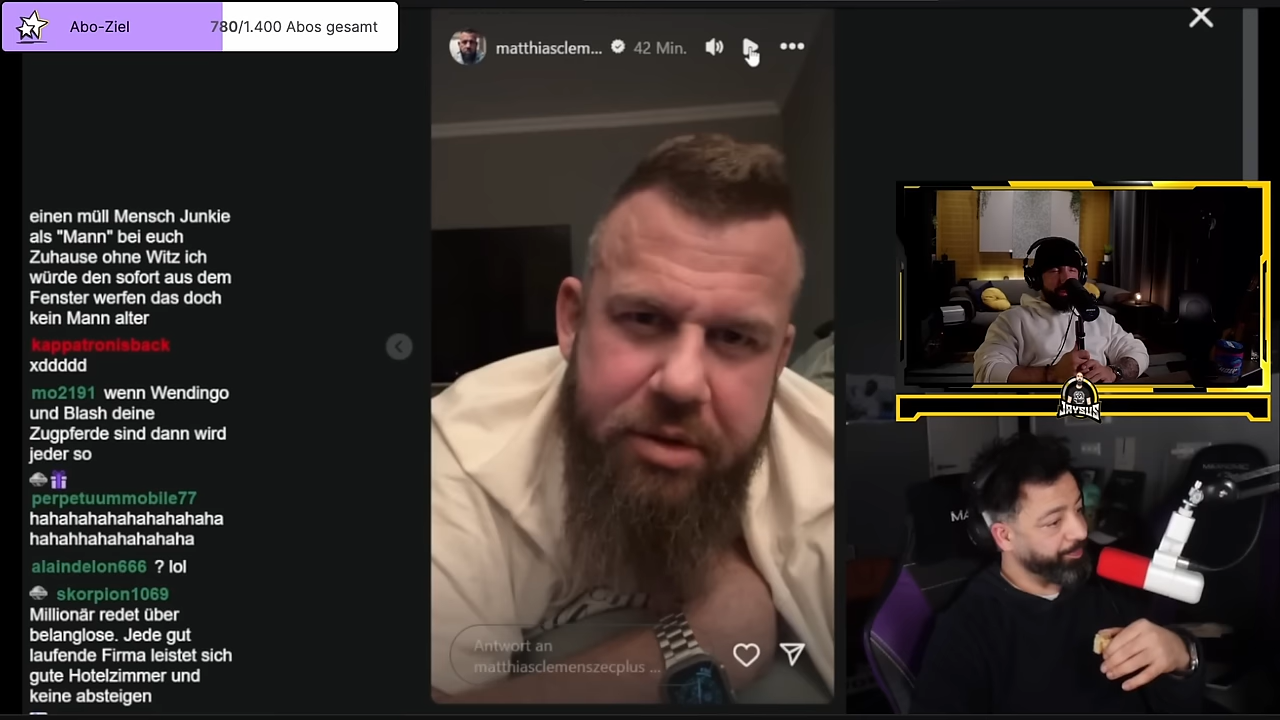 Abo-Ziel 780/1.400 Abos gesamt
matthiasclem... 42 Min.
einen müll Mensch Junkie
als "Mann" bei euch
Zuhause ohne Witz ich
würde den sofort aus dem
Fenster werfen das doch
kein Mann alter
kappatronisback
xddddd
mo2191 wenn Wendingo
und Blash deine
Zugpferde sind dann wird
jeder so
perpetuummobile77
hahahahahahahahaha
hahahhahahahahaha
alaindelon666 ? lol
skorpion1069
Millionär redet über
belanglose. Jede gut
laufende Firma leistet sich
gute Hotelzimmer und
keine absteigen
Antwort an
matthiasclemenszecplus ...
JAYSUS